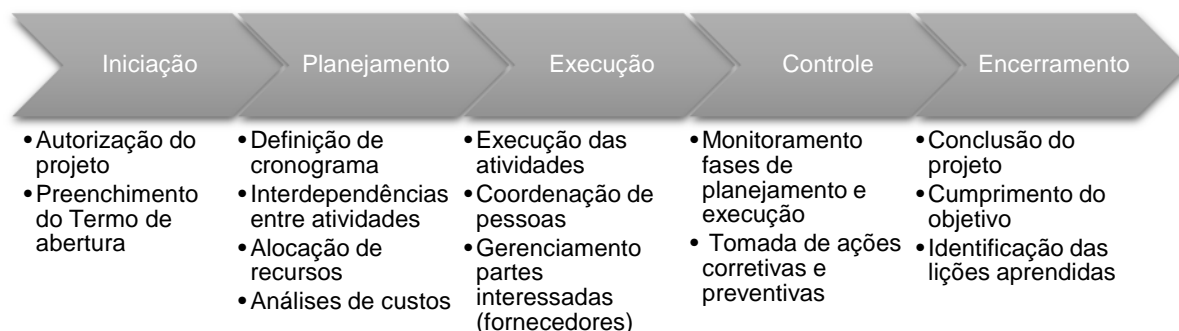 Iniciação
Planejamento
Execução
Controle
Encerramento
•Autorização do
projeto
•Preenchimento
do Termo de
abertura
•Definição de
cronograma
•Interdependências
entre atividades
•Alocação de
recursos
•Análises de custos
•Execução das
atividades
•Coordenação de
pessoas
•Gerenciamento
partes
interessadas
(fornecedores)
•Monitoramento
fases de
planejamento e
execução
• Tomada de ações
corretivas e
preventivas
•Conclusão do
projeto
•Cumprimento do
objetivo
•Identificação das
lições aprendidas